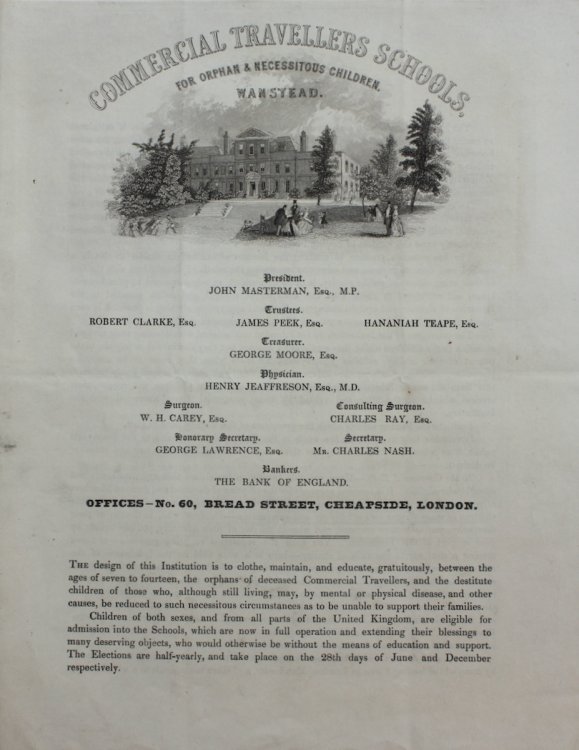 COMMERCIAL TRAVELLERS SCHOOLS,
FOR ORPHAN & NECESSITOUS CHILDREN,
WANSTEAD.
President.
JOHN MASTERMAN, Esq., M.P.
Trustees.
ROBERT CLARKE, Esq. JAMES PEEK, Esq. HANANIAH TEAPE, Esq.
Treasurer.
GEORGE MOORE, Esq.
Physician.
HENRY JEAFFRESON, Esq., M.D.
Surgeon. Consulting Surgeon.
W. H. CAREY, Esq. CHARLES RAY, Esq.
Honorary Secretary. Secretary.
GEORGE LAWRENCE, Esq. Mr. CHARLES NASH.
Bankers.
THE BANK OF ENGLAND.
OFFICES—No. 60, BREAD STREET, CHEAPSIDE, LONDON.
The design of this Institution is to clothe, maintain, and educate, gratuitously, between the
ages of seven to fourteen, the orphans of deceased Commercial Travellers, and the destitute
children of those who, although still living, may, by mental or physical disease, and other
causes, be reduced to such necessitous circumstances as to be unable to support their families.
Children of both sexes, and from all parts of the United Kingdom, are eligible for
admission into the Schools, which are now in full operation and extending their blessings to
many deserving objects, who would otherwise be without the means of education and support.
The Elections are half-yearly, and take place on the 28th days of June and December
respectively.